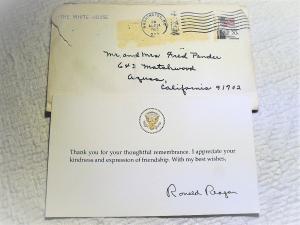 THE WHITE HOUSE
Mr. and Mrs Fred Pander
642 Matchwood
Azusa,
California 91702
Thank you for your thoughtful remembrance. I appreciate your
kindness and expression of friendship. With my best wishes,
Ronald Reagan